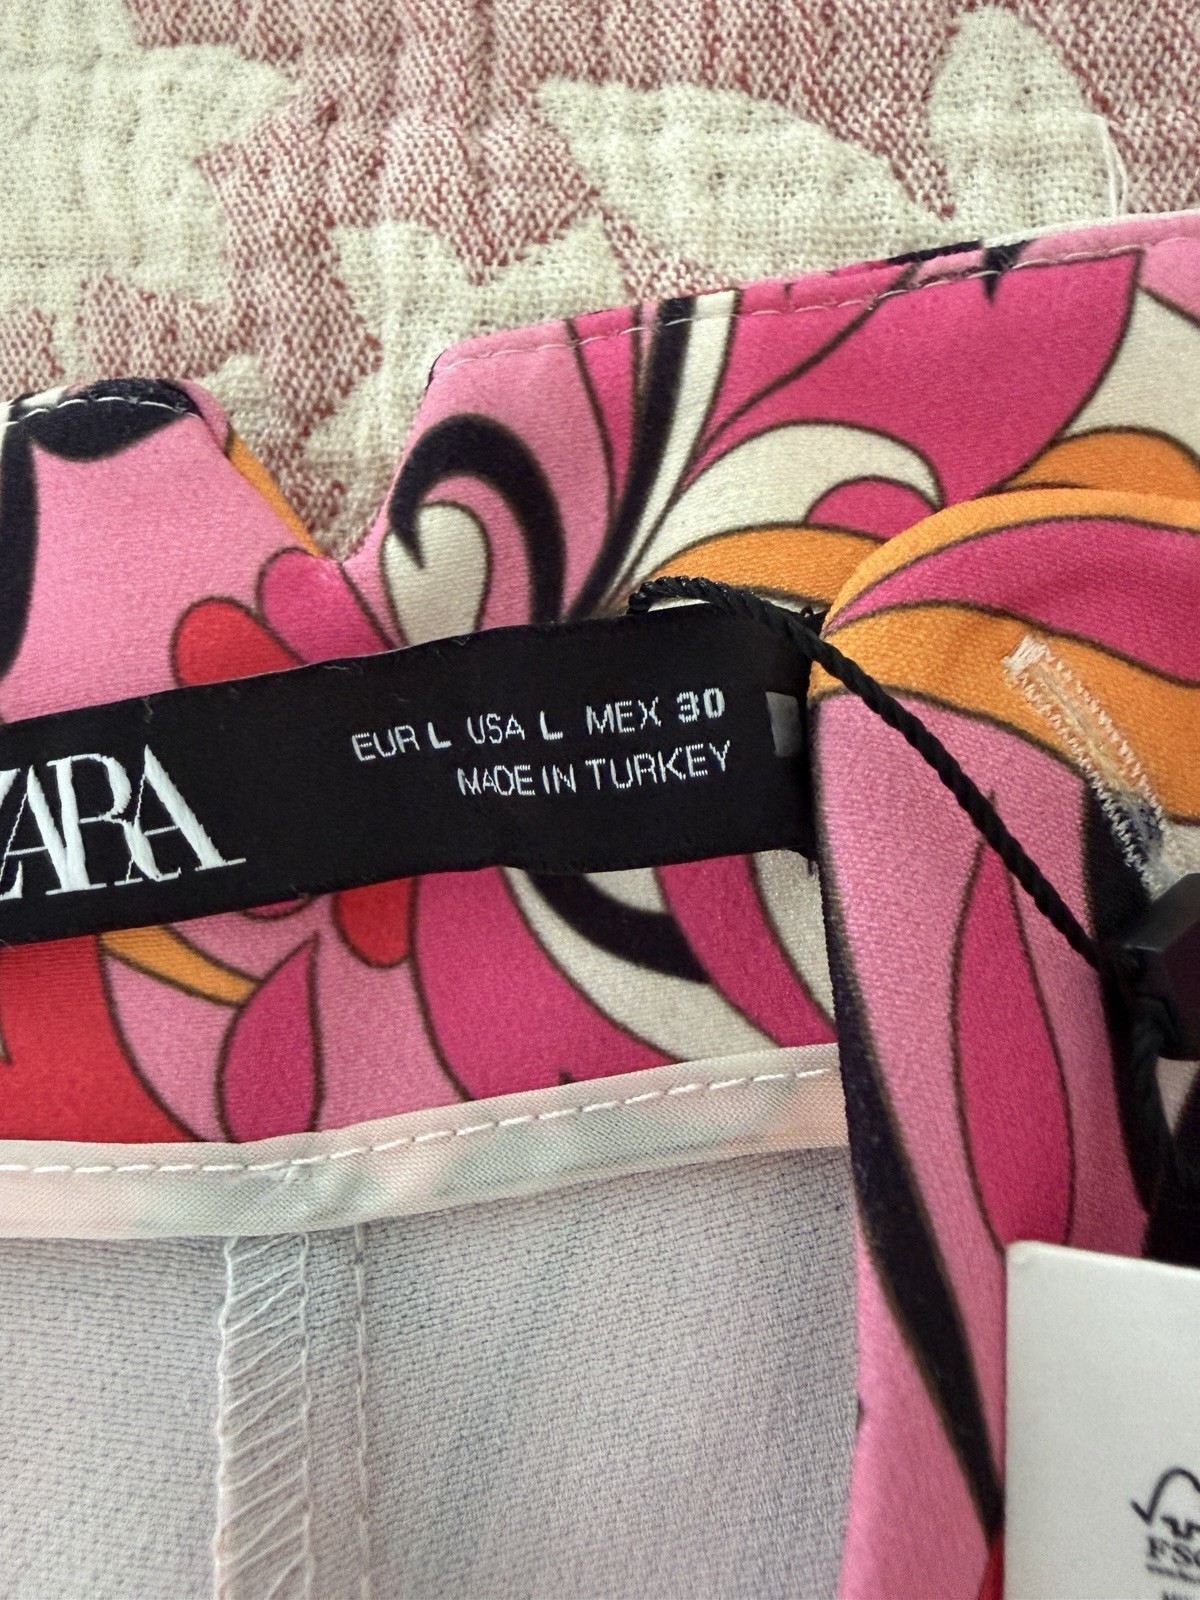 ZARA
EUR L USA L MEX 30
MADE IN TURKEY